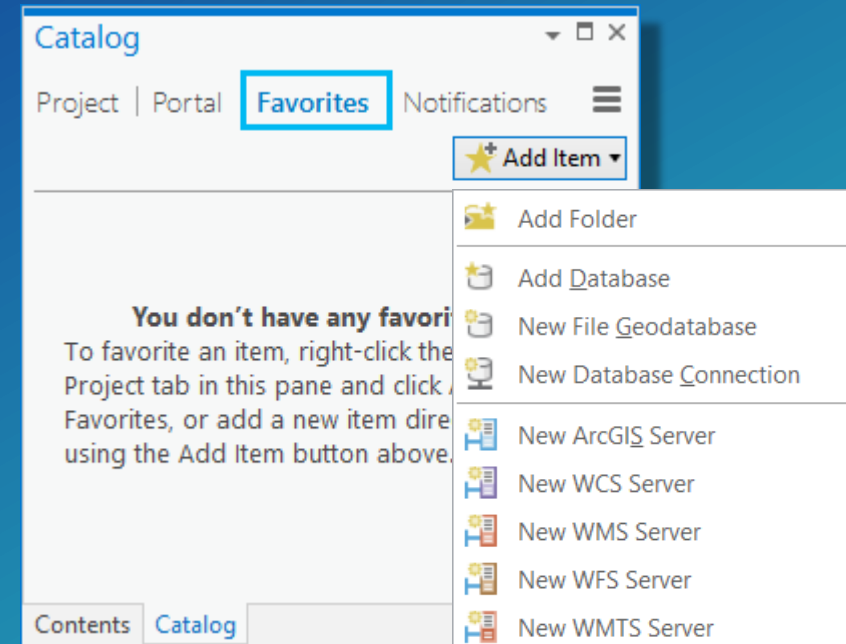 Catalog
Project | Portal Favorites Notifications
Add Item
Add Folder
Add Database
New File Geodatabase
New Database Connection
New ArcGIS Server
New WCS Server
New WMS Server
New WFS Server
New WMTS Server
You don't have any favori
To favorite an item, right-click the
Project tab in this pane and click
Favorites, or add a new item dire
using the Add Item button above.
Contents Catalog